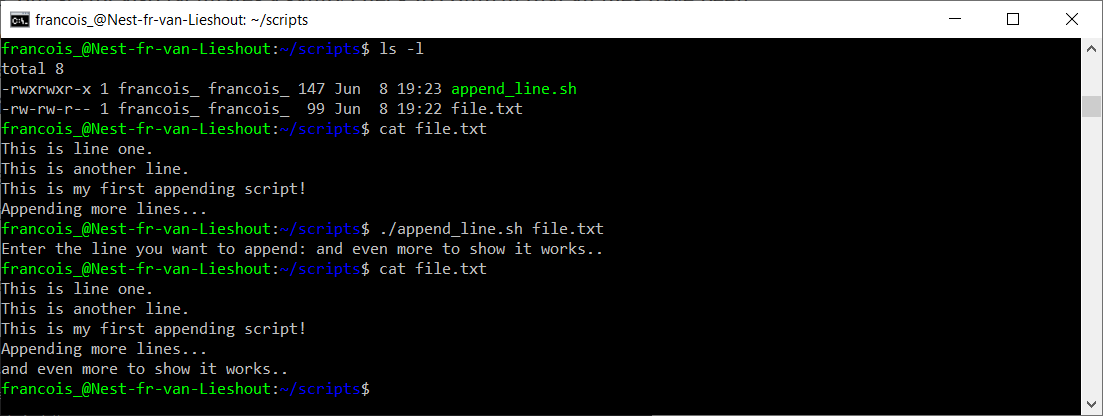 francois_@Nest-fr-van-Lieshout: ~/scripts
francois_@Nest-fr-van-Lieshout:~/scripts$ ls -l
total 8
-rwxrwxr-x 1 francois_ francois_ 147 Jun  8 19:23 append_line.sh
-rw-rw-r-- 1 francois_ francois_  99 Jun  8 19:22 file.txt
francois_@Nest-fr-van-Lieshout:~/scripts$ cat file.txt
This is line one.
This is another line.
This is my first appending script!
Appending more lines...
francois_@Nest-fr-van-Lieshout:~/scripts$ ./append_line.sh file.txt
Enter the line you want to append: and even more to show it works..
francois_@Nest-fr-van-Lieshout:~/scripts$ cat file.txt
This is line one.
This is another line.
This is my first appending script!
Appending more lines...
and even more to show it works..
francois_@Nest-fr-van-Lieshout:~/scripts$